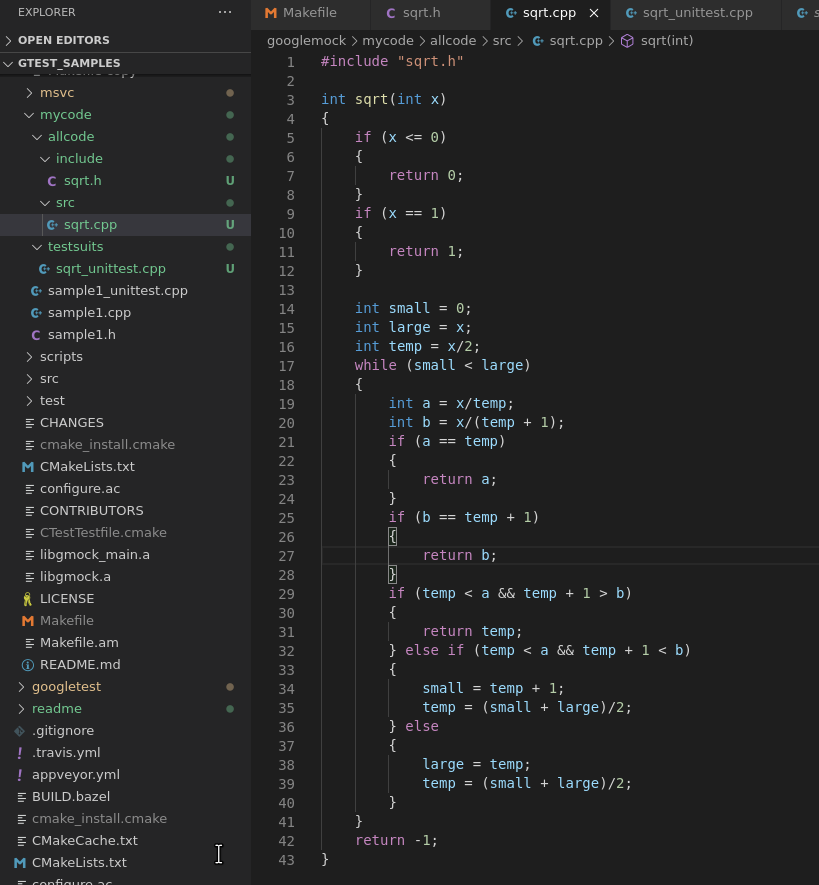 EXPLORER
OPEN EDITORS
GTEST_SAMPLES
msvc
mycode
allcode
include
sqrt.h U
src
sqrt.cpp U
testsuits
sqrt_unittest.cpp U
sample1_unittest.cpp
sample1.cpp
sample1.h
scripts
src
test
CHANGES
cmake_install.cmake
CMakeLists.txt
configure.ac
CONTRIBUTORS
CTestTestfile.cmake
libgmock_main.a
libgmock.a
LICENSE
Makefile
Makefile.am
README.md
googletest
readme
.gitignore
.travis.yml
appveyor.yml
BUILD.bazel
cmake_install.cmake
CMakeCache.txt
CMakeLists.txt
configure.ac
Makefile sqrt.h sqrt.cpp sqrt_unittest.cpp
googlemock > mycode > allcode > src > sqrt.cpp > sqrt(int)
1 #include "sqrt.h"
2
3 int sqrt(int x)
4 {
5 if (x <= 0)
6 {
7 return 0;
8 }
9 if (x == 1)
10 {
11 return 1;
12 }
13
14 int small = 0;
15 int large = x;
16 int temp = x/2;
17 while (small < large)
18 {
19 int a = x/temp;
20 int b = x/(temp + 1);
21 if (a == temp)
22 {
23 return a;
24 }
25 if (b == temp + 1)
26 {
27 return b;
28 }
29 if (temp < a && temp + 1 > b)
30 {
31 return temp;
32 } else if (temp < a && temp + 1 < b)
33 {
34 small = temp + 1;
35 temp = (small + large)/2;
36 } else
37 {
38 large = temp;
39 temp = (small + large)/2;
40 }
41 }
42 return -1;
43 }